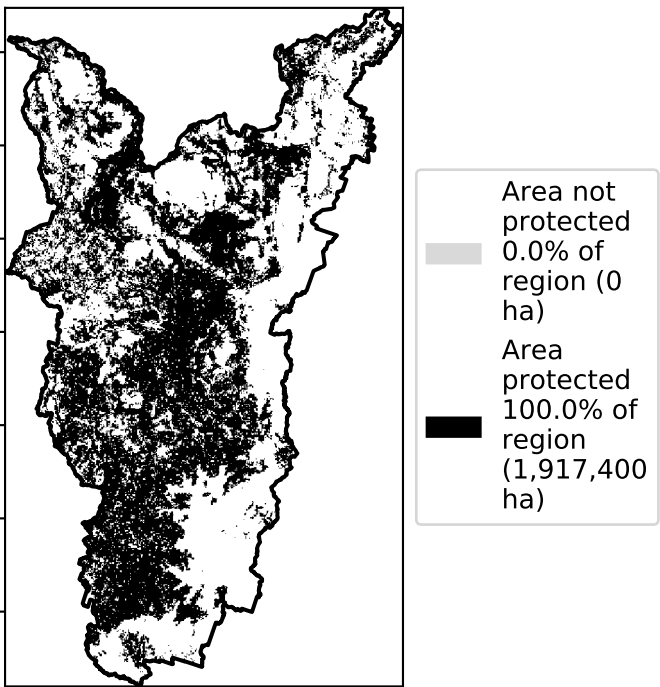 Area not
protected
0.0% of
region (0
ha)
Area
protected
100.0% of
region
(1,917,400
ha)